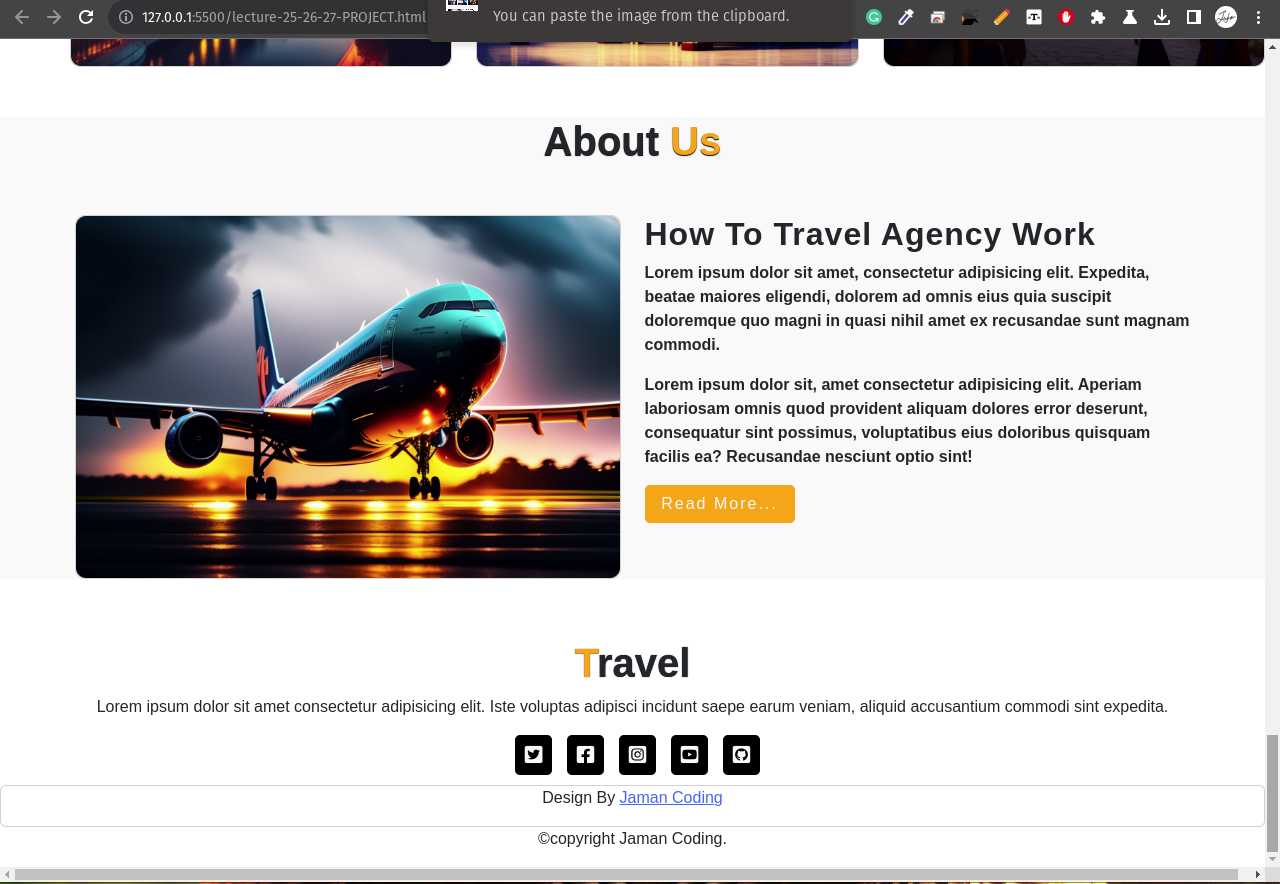 127.0.0.1:5500/lecture-25-26-27-PROJECT.html
You can paste the image from the clipboard.
About Us
How To Travel Agency Work
Lorem ipsum dolor sit amet, consectetur adipisicing elit. Expedita,
beatae maiores eligendi, dolorem ad omnis eius quia suscipit
doloremque quo magni in quasi nihil amet ex recusandae sunt magnam
commodi.
Lorem ipsum dolor sit, amet consectetur adipisicing elit. Aperiam
laboriosam omnis quod provident aliquam dolores error deserunt,
consequatur sint possimus, voluptatibus eius doloribus quisquam
facilis ea? Recusandae nesciunt optio sint!
Read More...
Travel
Lorem ipsum dolor sit amet consectetur adipisicing elit. Iste voluptas adipisci incidunt saepe earum veniam, aliquid accusantium commodi sint expedita.
Design By Jaman Coding
©copyright Jaman Coding.